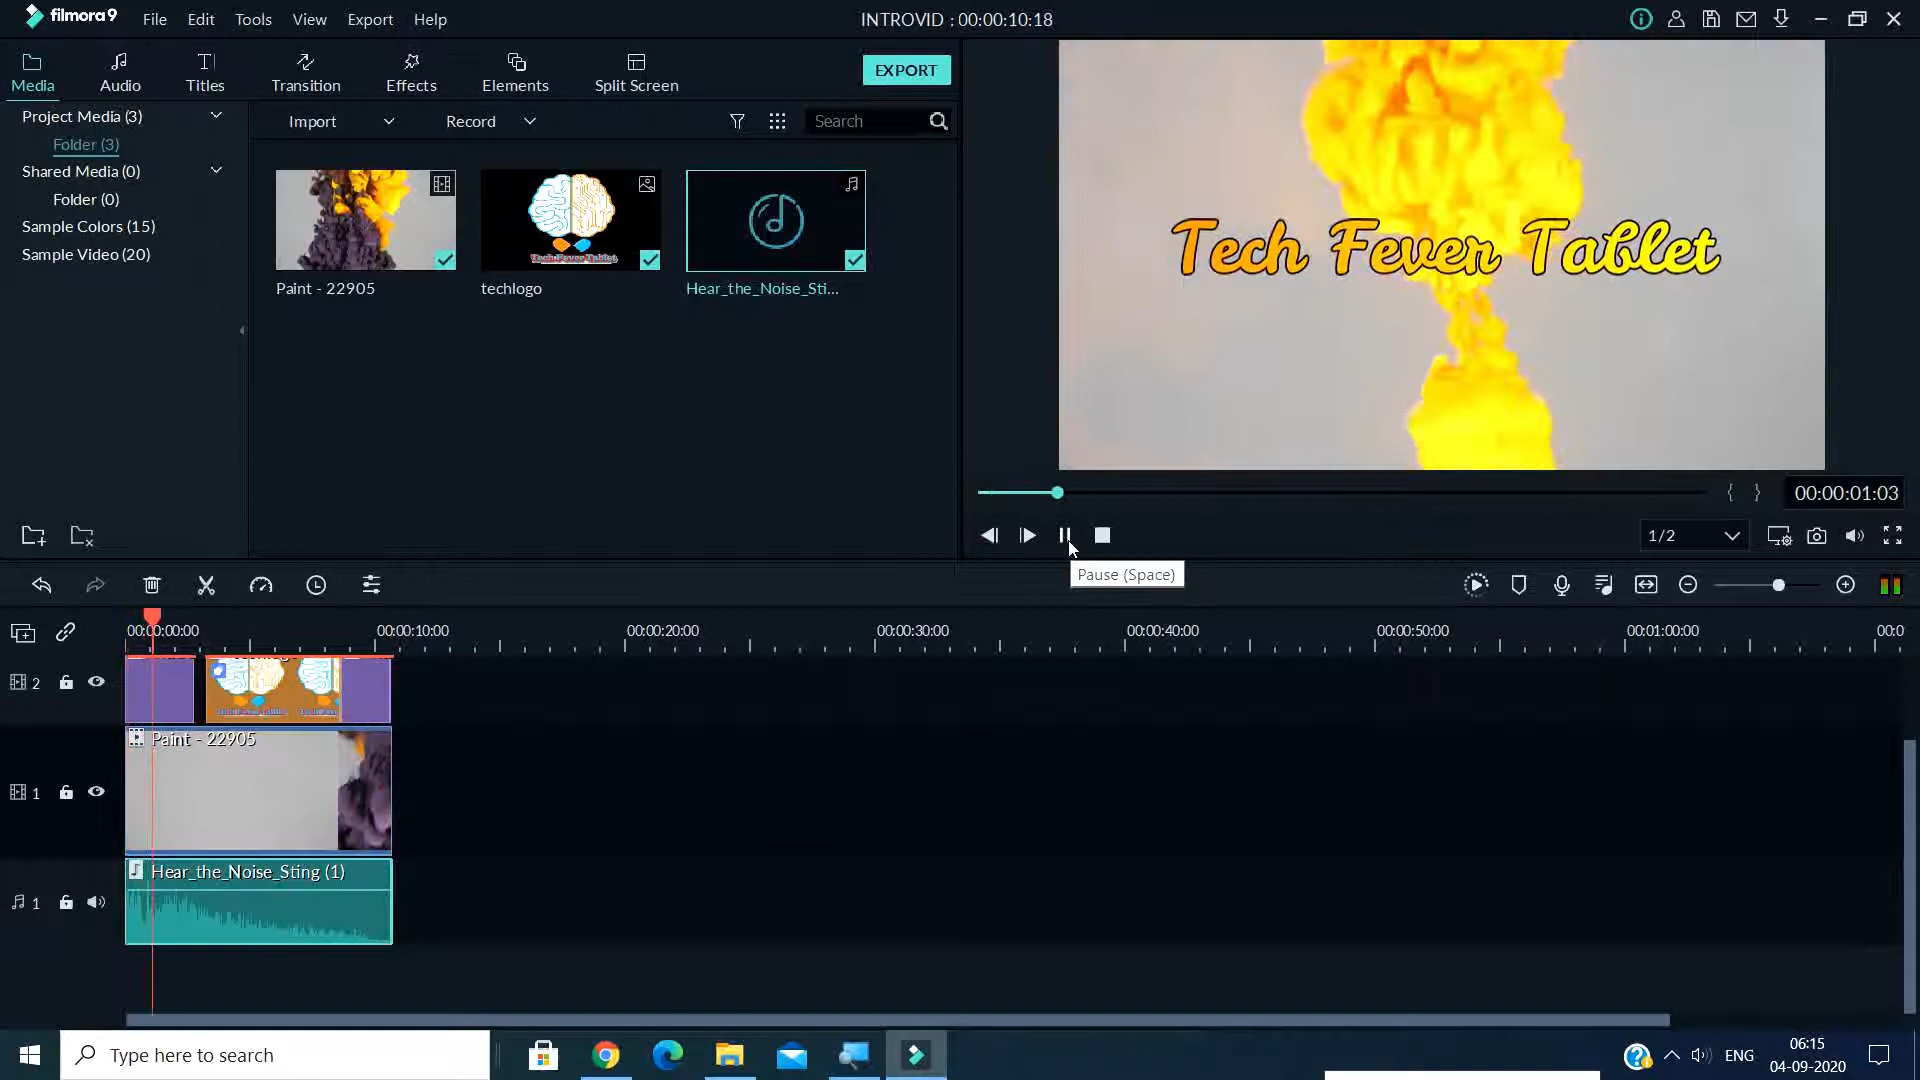 filmora9 File Edit Tools View Export Help INTROVID : 00:00:10:18
Media Audio Titles Transition Effects Elements Split Screen EXPORT
Project Media (3)
Folder (3)
Shared Media (0)
Folder (0)
Sample Colors (15)
Sample Video (20)
Import Record Search
TechFever Tablet
Paint - 22905 techlogo Hear_the_Noise_Sti...
Tech Fever Tablet
00:00:01:03
1/2
Pause (Space)
00:00:00:00 00:00:10:00 00:00:20:00 00:00:30:00 00:00:40:00 00:00:50:00 00:01:00:00 00:0
2
Paint - 22905
1
Hear_the_Noise_Sting (1)
1
Type here to search
ENG
06:15
04-09-2020